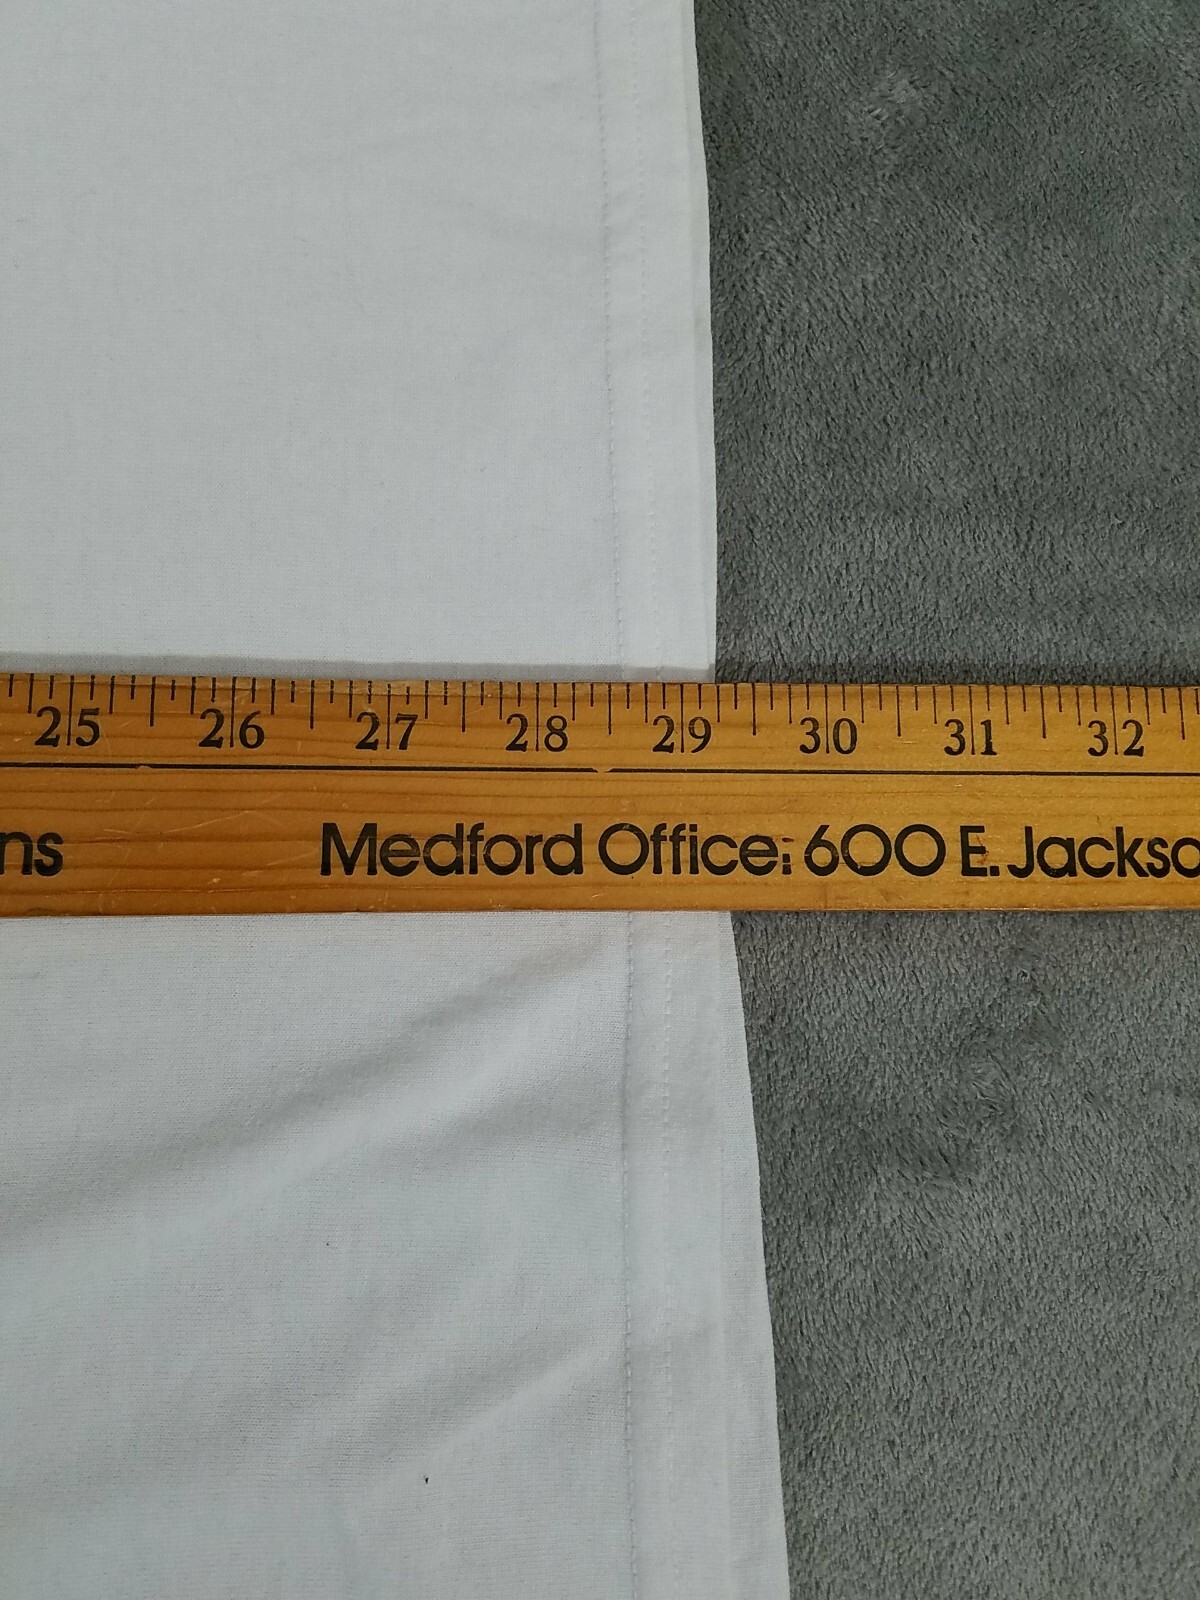 25 26 27 28 29 30 31 32
ns Medford Office: 600 E. Jackso